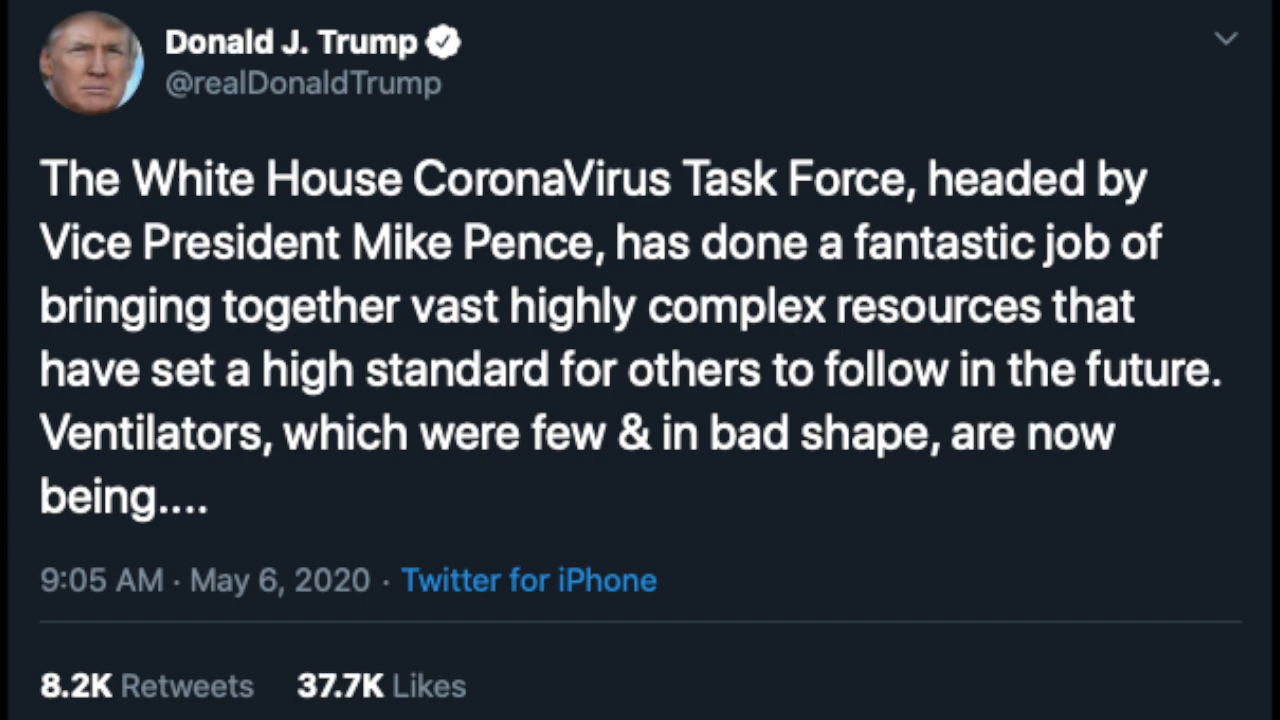 Donald J. Trump
@realDonaldTrump
The White House CoronaVirus Task Force, headed by
Vice President Mike Pence, has done a fantastic job of
bringing together vast highly complex resources that
have set a high standard for others to follow in the future.
Ventilators, which were few & in bad shape, are now
being....
9:05 AM · May 6, 2020 · Twitter for iPhone
8.2K Retweets 37.7K Likes